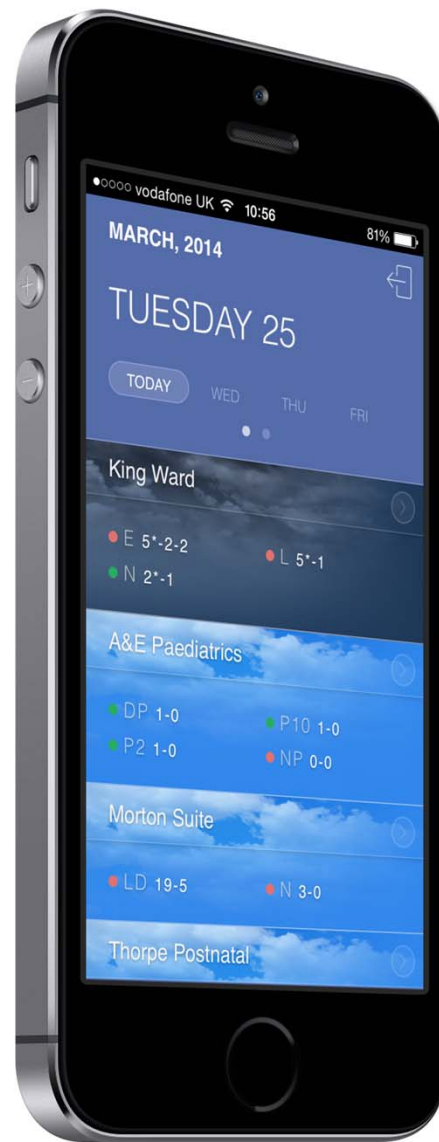 vodafone UK 10:56 81%
MARCH, 2014
TUESDAY 25
TODAY WED THU FRI
King Ward
E 5*-2-2 L 5*-1
N 2*-1
A&E Paediatrics
DP 1-0 P10 1-0
P2 1-0 NP 0-0
Morton Suite
LD 19-5 N 3-0
Thorpe Postnatal